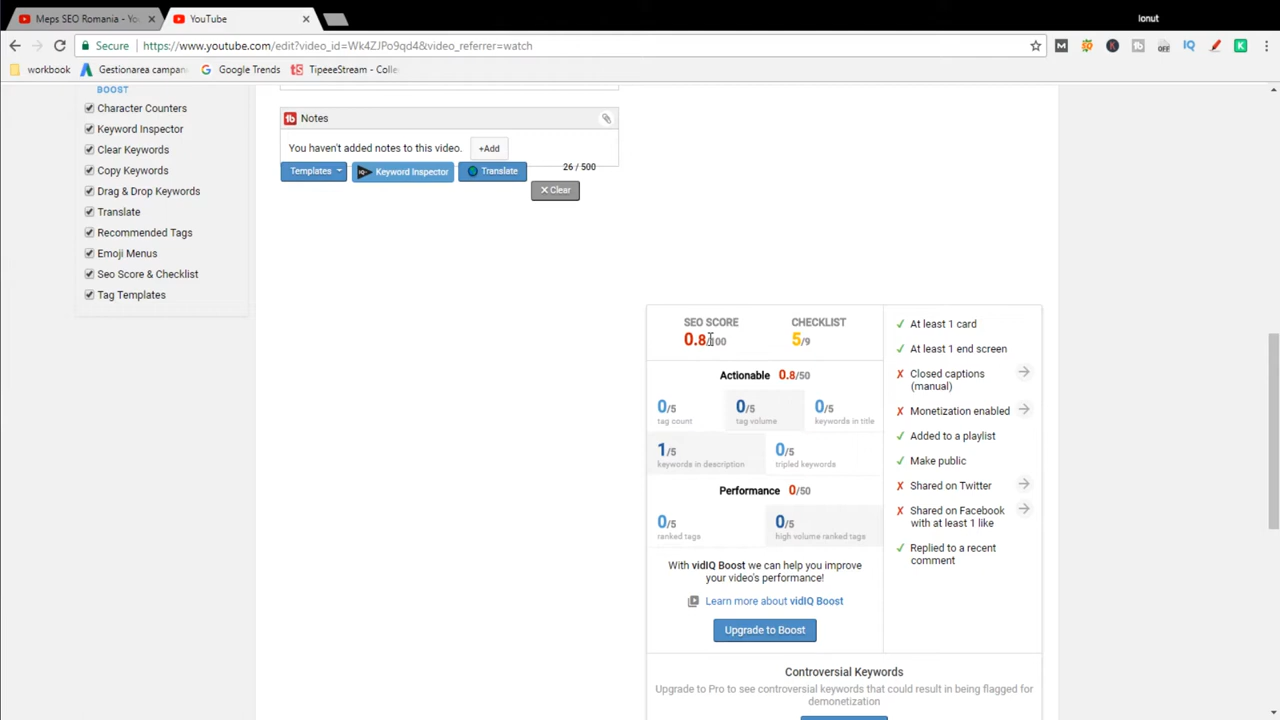 Meps SEO Romania - Yo
YouTube
Ionut
Secure
https://www.youtube.com/edit?video_id=Wk4ZJPo9qd4&video_referrer=watch
workbook
Gestionarea campan
Google Trends
TipeeeStream - Colle
BOOST
Character Counters
Keyword Inspector
Clear Keywords
Copy Keywords
Drag & Drop Keywords
Translate
Recommended Tags
Emoji Menus
Seo Score & Checklist
Tag Templates
Notes
You haven't added notes to this video.
+Add
Templates
Keyword Inspector
Translate
26 / 500
X Clear
SEO SCORE
0.8/100
CHECKLIST
5/9
Actionable 0.8/50
0/5
tag count
0/5
tag volume
0/5
keywords in title
1/5
keywords in description
0/5
tripled keywords
Performance 0/50
0/5
ranked tags
0/5
high volume ranked tags
With vidIQ Boost we can help you improve
your video's performance!
Learn more about vidIQ Boost
Upgrade to Boost
At least 1 card
At least 1 end screen
Closed captions
(manual)
Monetization enabled
Added to a playlist
Make public
Shared on Twitter
Shared on Facebook
with at least 1 like
Replied to a recent
comment
Controversial Keywords
Upgrade to Pro to see controversial keywords that could result in being flagged for
demonetization